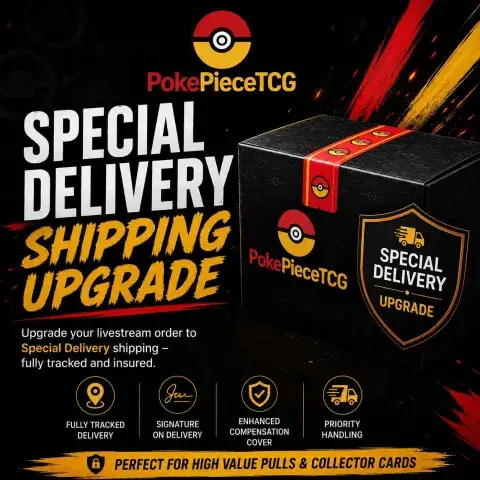 PokePieceTCG
SPECIAL
DELIVERY
SHIPPING
UPGRADE
Upgrade your livestream order to
Special Delivery shipping –
fully tracked and insured.
FULLY TRACKED
DELIVERY
SIGNATURE
ON DELIVERY
ENHANCED
COMPENSATION
COVER
PRIORITY
HANDLING
PERFECT FOR HIGH VALUE PULLS & COLLECTOR CARDS
PokePieceTCG
SPECIAL
DELIVERY
UPGRADE